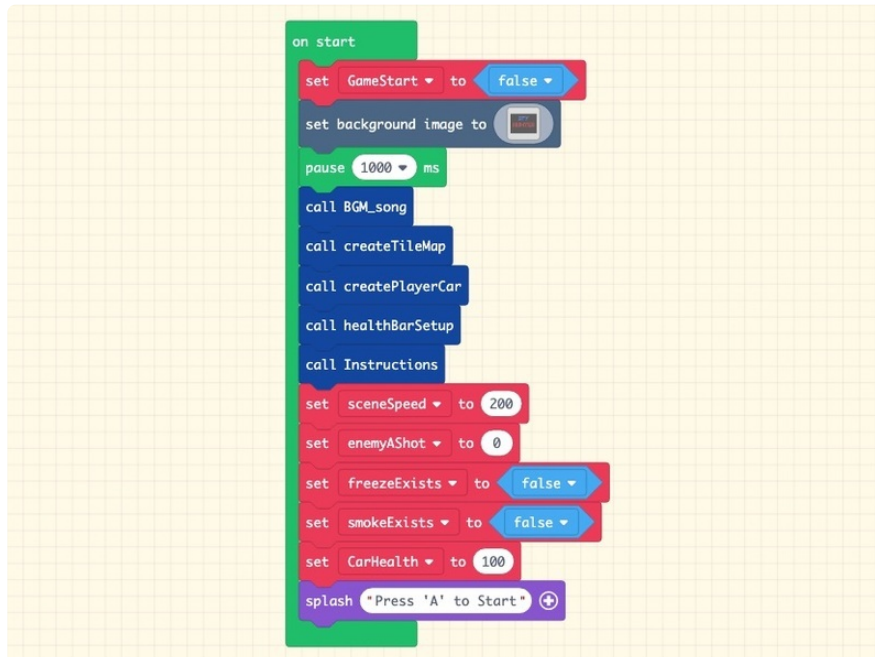 on start
set GameStart to false
set background image to
pause 1000 ms
call BGM_song
call createTileMap
call createPlayerCar
call healthBarSetup
call Instructions
set sceneSpeed to 200
set enemyAShot to 0
set freezeExists to false
set smokeExists to false
set CarHealth to 100
splash "Press 'A' to Start"